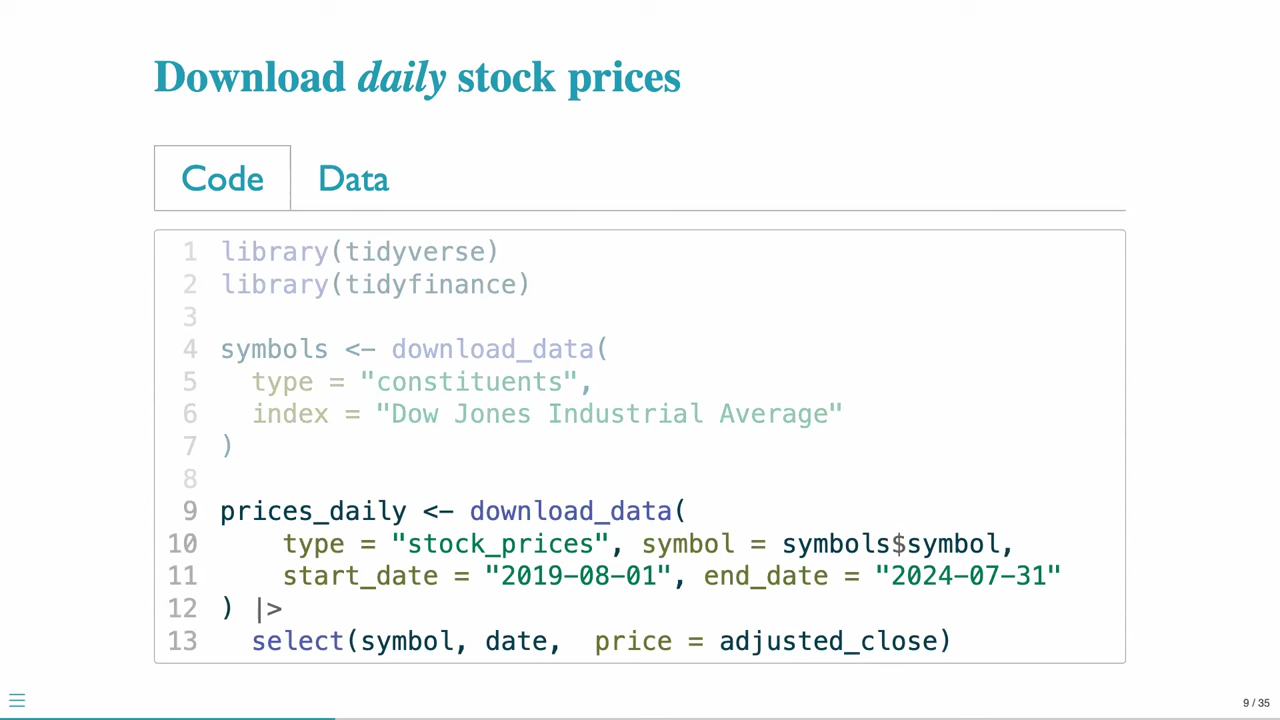 Download daily stock prices
Code Data
1 library(tidyverse)
2 library(tidyfinance)
3
4 symbols <- download_data(
5   type = "constituents",
6   index = "Dow Jones Industrial Average"
7 )
8
9 prices_daily <- download_data(
10     type = "stock_prices", symbol = symbols$symbol,
11     start_date = "2019-08-01", end_date = "2024-07-31"
12 ) |>
13   select(symbol, date,  price = adjusted_close)
9 / 35